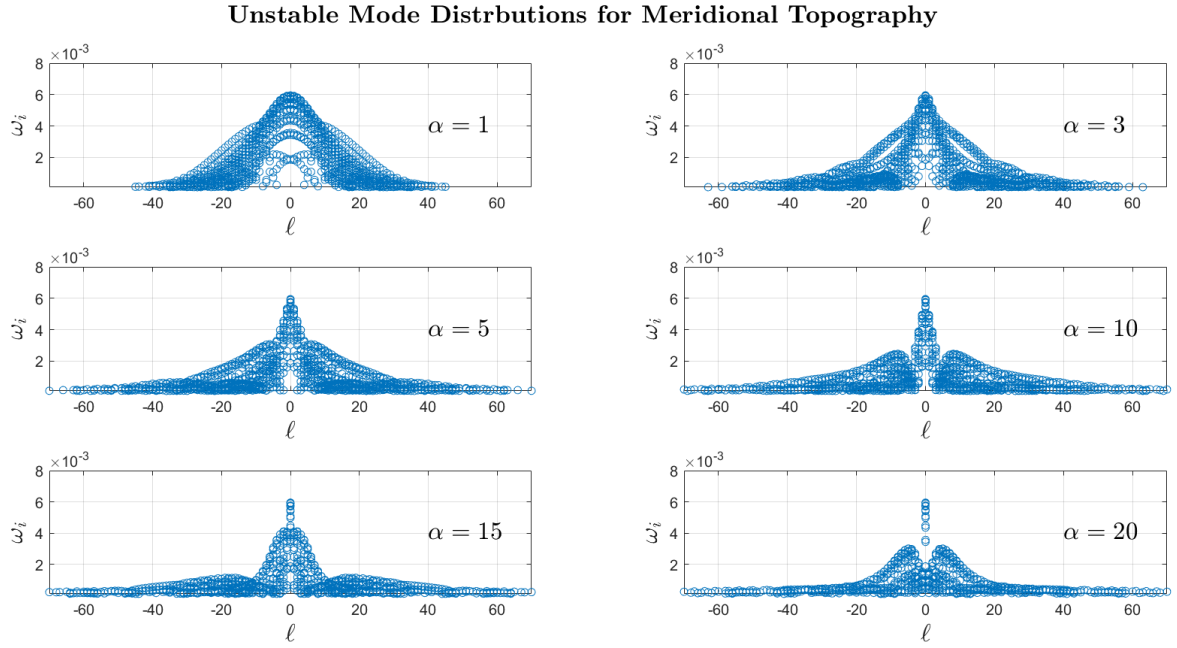 Unstable Mode Distrbutions for Meridional Topography
×10⁻³
8
6
4
2
ωᵢ
-60 -40 -20 0 20 40 60
ℓ
α = 1
×10⁻³
8
6
4
2
ωᵢ
-60 -40 -20 0 20 40 60
ℓ
α = 3
×10⁻³
8
6
4
2
ωᵢ
-60 -40 -20 0 20 40 60
ℓ
α = 5
×10⁻³
8
6
4
2
ωᵢ
-60 -40 -20 0 20 40 60
ℓ
α = 10
×10⁻³
8
6
4
2
ωᵢ
-60 -40 -20 0 20 40 60
ℓ
α = 15
×10⁻³
8
6
4
2
ωᵢ
-60 -40 -20 0 20 40 60
ℓ
α = 20